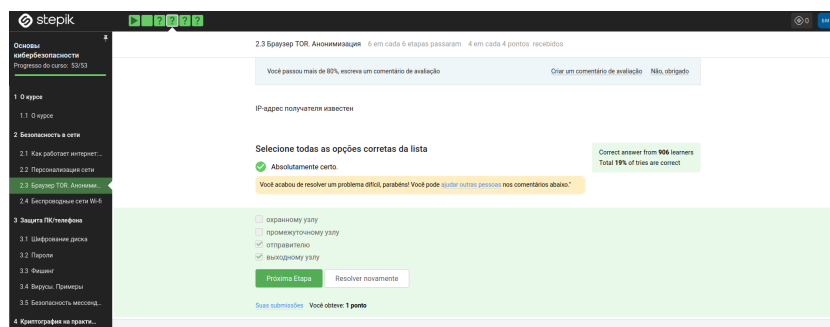 stepik
? ? ? ?
0
Основы кибербезопасности
Progresso do curso: 53/53
1 О курсе
1.1 О курсе
2 Безопасность в сети
2.1 Как работает интернет:...
2.2 Персонализация сети
2.3 Браузер TOR. Аноними...
2.4 Беспроводные сети Wi-fi
3 Защита ПК/телефона
3.1 Шифрование диска
3.2 Пароли
3.3 Фишинг
3.4 Вирусы. Примеры
3.5 Безопасность мессенд...
4 Криптография на практи...
2.3 Браузер TOR. Анонимизация 6 em cada 6 etapas passaram 4 em cada 4 pontos recebidos
Você passou mais de 80%, escreva um comentário de avaliação Criar um comentário de avaliação Não, obrigado
IP-адрес получателя известен
Selecione todas as opções corretas da lista
Correct answer from 906 learners
Total 19% of tries are correct
Absolutamente certo.
Você acabou de resolver um problema difícil, parabéns! Você pode ajudar outras pessoas nos comentários abaixo."
охранному узлу
промежуточному узлу
отправителю
выходному узлу
Próxima Etapa Resolver novamente
Suas submissões Você obteve: 1 ponto